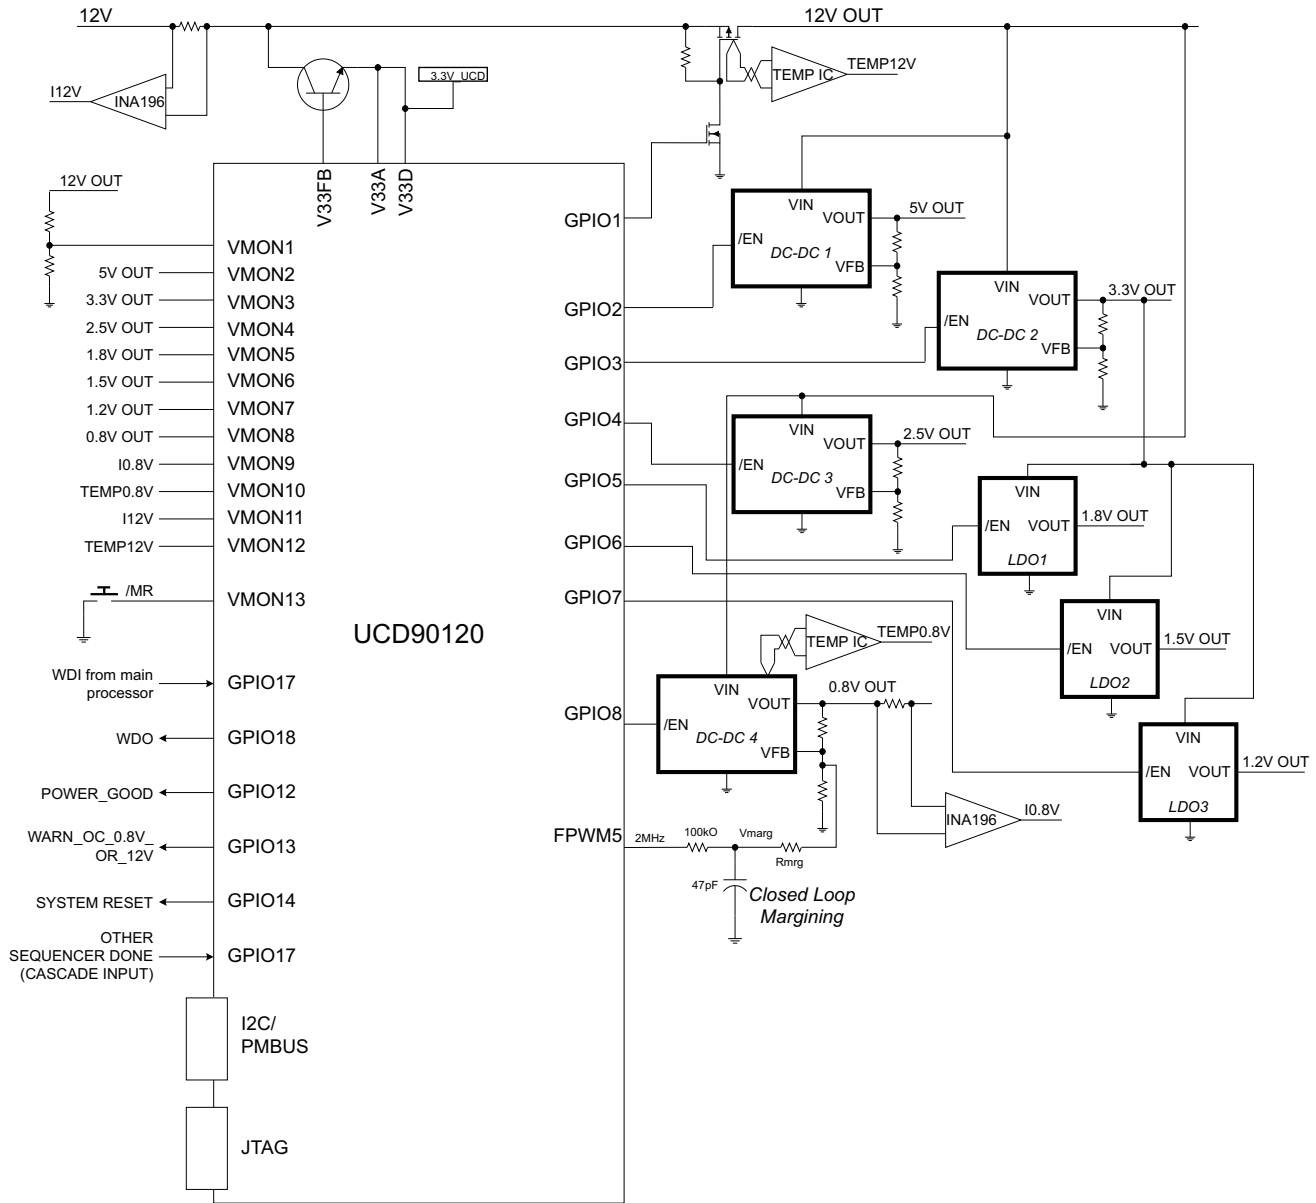 12V
12V OUT
3.3V_UCD
TEMP IC
TEMP12V
I12V
INA196
12V OUT
V33FB
V33A
V33D
GPIO1
VIN
VOUT
5V OUT
/EN
DC-DC 1
VFB
VMON1
5V OUT
VMON2
3.3V OUT
VMON3
2.5V OUT
VMON4
1.8V OUT
VMON5
1.5V OUT
VMON6
1.2V OUT
VMON7
0.8V OUT
VMON8
I0.8V
VMON9
TEMP0.8V
VMON10
I12V
VMON11
TEMP12V
VMON12
/MR
VMON13
UCD90120
GPIO2
GPIO3
VIN
VOUT
3.3V OUT
/EN
DC-DC 2
VFB
GPIO4
VIN
VOUT
2.5V OUT
/EN
DC-DC 3
VFB
GPIO5
VIN
/EN
VOUT
1.8V OUT
LDO1
GPIO6
GPIO7
VIN
/EN
VOUT
1.5V OUT
LDO2
TEMP IC
TEMP0.8V
WDI from main
processor
GPIO17
WDO
GPIO18
POWER_GOOD
GPIO12
WARN_OC_0.8V_
OR_12V
GPIO13
SYSTEM RESET
GPIO14
OTHER
SEQUENCER DONE
(CASCADE INPUT)
GPIO17
GPIO8
VIN
VOUT
0.8V OUT
/EN
DC-DC 4
VFB
VIN
/EN
VOUT
1.2V OUT
LDO3
INA196
I0.8V
FPWM5
2MHz
100kO
Vmarg
Rmrg
47pF
Closed Loop
Margining
I2C/
PMBUS
JTAG